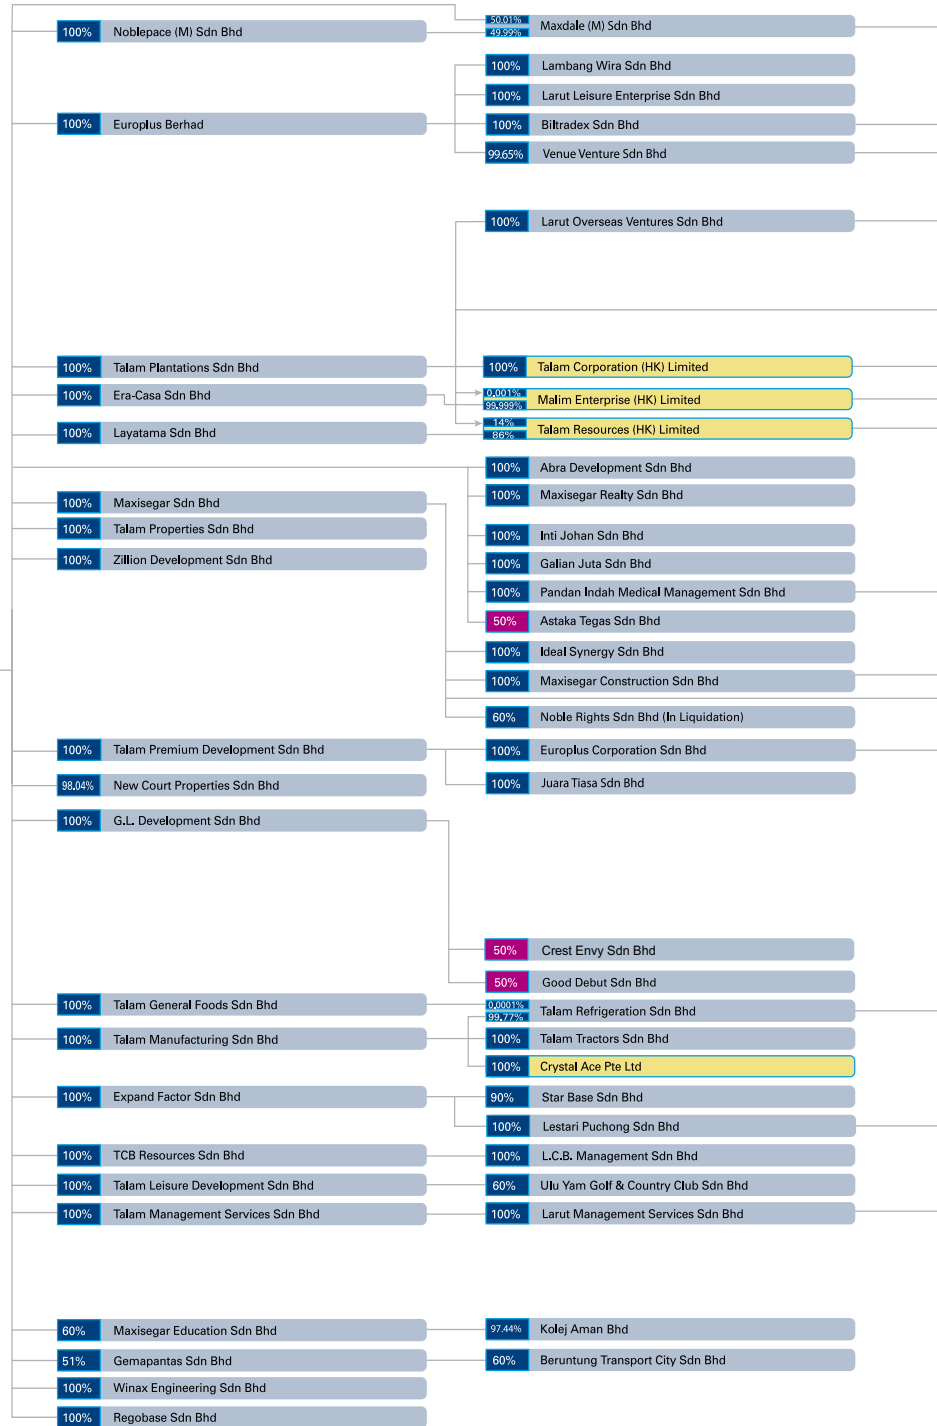 50.01%
100% Noblepace (M) Sdn Bhd
Maxdale (M) Sdn Bhd
49.99%
100% Lambang Wira Sdn Bhd
100% Larut Leisure Enterprise Sdn Bhd
100% Europlus Berhad
100% Biltradex Sdn Bhd
99.65% Venue Venture Sdn Bhd
100% Larut Overseas Ventures Sdn Bhd
100% Talam Plantations Sdn Bhd
100% Talam Corporation (HK) Limited
100% Era-Casa Sdn Bhd
0.001%
Malim Enterprise (HK) Limited
99.999%
100% Layatama Sdn Bhd
14%
Talam Resources (HK) Limited
86%
100% Abra Development Sdn Bhd
100% Maxisegar Realty Sdn Bhd
100% Maxisegar Sdn Bhd
100% Talam Properties Sdn Bhd
100% Inti Johan Sdn Bhd
100% Zillion Development Sdn Bhd
100% Galian Juta Sdn Bhd
100% Pandan Indah Medical Management Sdn Bhd
50% Astaka Tegas Sdn Bhd
100% Ideal Synergy Sdn Bhd
100% Maxisegar Construction Sdn Bhd
60% Noble Rights Sdn Bhd (In Liquidation)
100% Talam Premium Development Sdn Bhd
100% Europlus Corporation Sdn Bhd
98.04% New Court Properties Sdn Bhd
100% Juara Tiasa Sdn Bhd
100% G.L. Development Sdn Bhd
50% Crest Envy Sdn Bhd
50% Good Debut Sdn Bhd
100% Talam General Foods Sdn Bhd
0.0001%
Talam Refrigeration Sdn Bhd
99.77%
100% Talam Manufacturing Sdn Bhd
100% Talam Tractors Sdn Bhd
100% Crystal Ace Pte Ltd
100% Expand Factor Sdn Bhd
90% Star Base Sdn Bhd
100% Lestari Puchong Sdn Bhd
100% TCB Resources Sdn Bhd
100% L.C.B. Management Sdn Bhd
100% Talam Leisure Development Sdn Bhd
60% Ulu Yam Golf & Country Club Sdn Bhd
100% Talam Management Services Sdn Bhd
100% Larut Management Services Sdn Bhd
60% Maxisegar Education Sdn Bhd
97.44% Kolej Aman Bhd
51% Gemapantas Sdn Bhd
60% Beruntung Transport City Sdn Bhd
100% Winax Engineering Sdn Bhd
100% Regobase Sdn Bhd